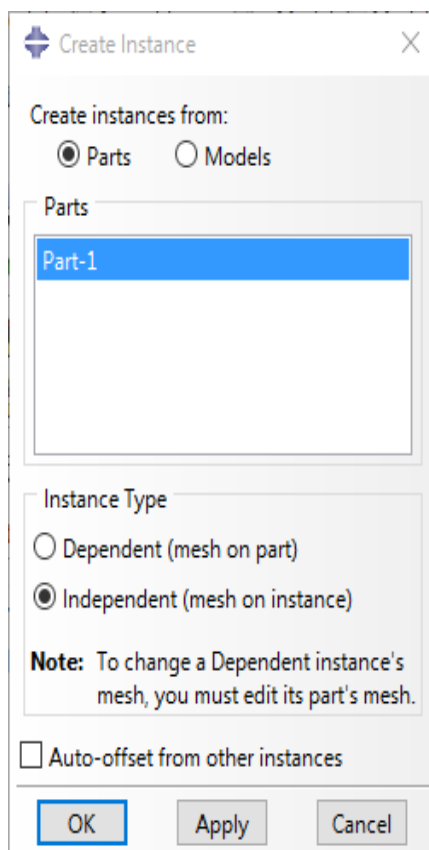 Create Instance
Create instances from:
Parts Models
Parts
Part-1
Instance Type
Dependent (mesh on part)
Independent (mesh on instance)
Note: To change a Dependent instance's
mesh, you must edit its part's mesh.
Auto-offset from other instances
OK Apply Cancel